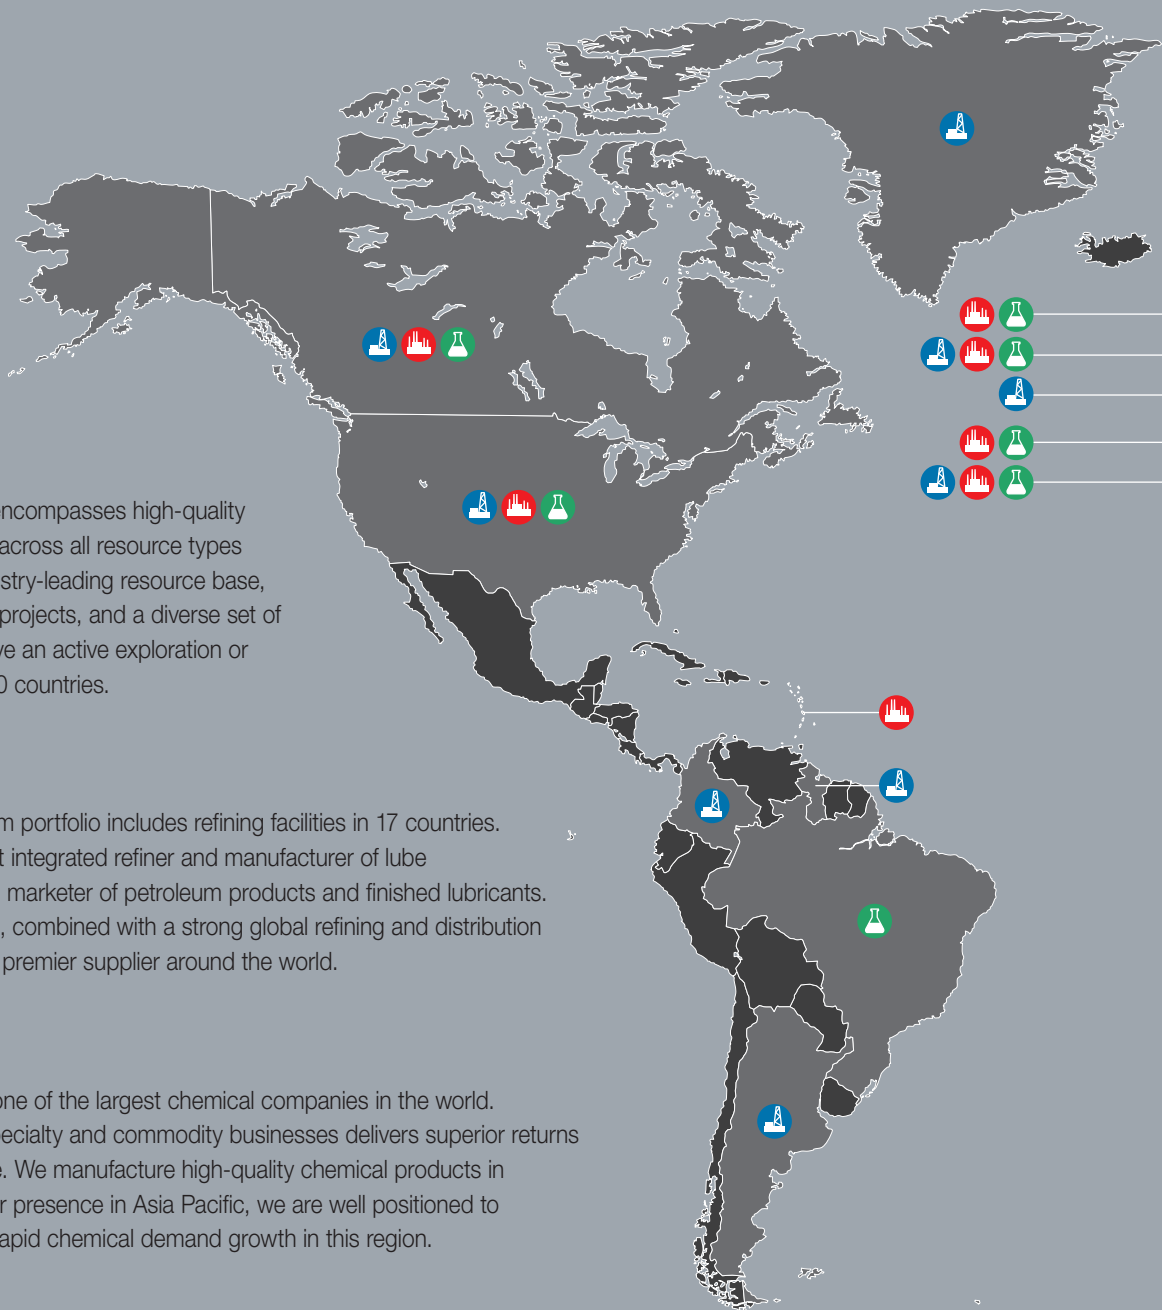 encompasses high-quality
across all resource types
stry-leading resource base,
projects, and a diverse set of
ve an active exploration or
0 countries.
m portfolio includes refining facilities in 17 countries.
t integrated refiner and manufacturer of lube
marketer of petroleum products and finished lubricants.
, combined with a strong global refining and distribution
premier supplier around the world.
one of the largest chemical companies in the world.
pecialty and commodity businesses delivers superior returns
e. We manufacture high-quality chemical products in
r presence in Asia Pacific, we are well positioned to
rapid chemical demand growth in this region.